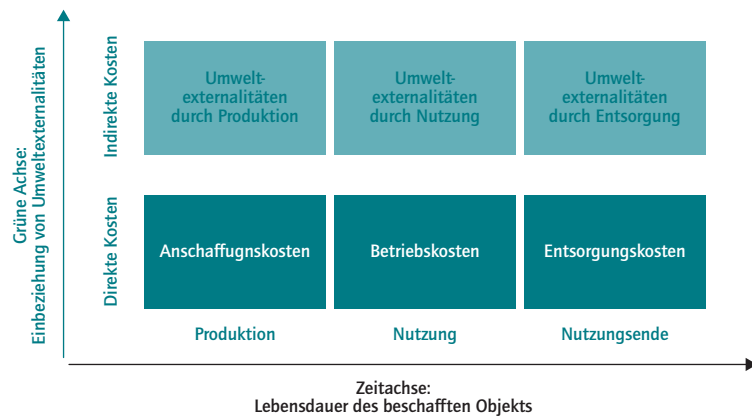 Grüne Achse:
Einbeziehung von Umweltexternalitäten
Indirekte Kosten
Umwelt-
externalitäten
durch Produktion
Umwelt-
externalitäten
durch Nutzung
Umwelt-
externalitäten
durch Entsorgung
Direkte Kosten
Anschaffugnskosten
Betriebskosten
Entsorgungskosten
Produktion
Nutzung
Nutzungsende
Zeitachse:
Lebensdauer des beschafften Objekts